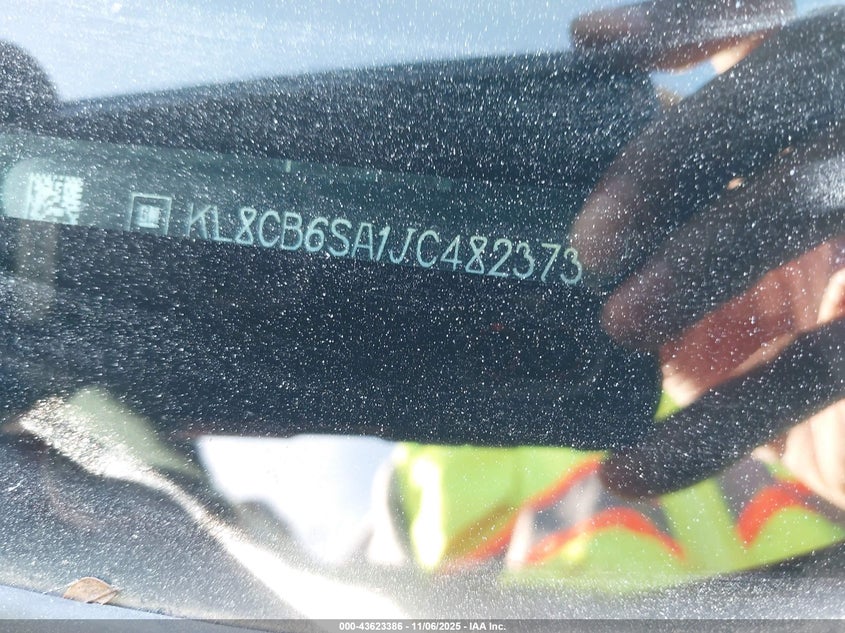 KL8CB6SA1JC482373
000-43623386 - 11/06/2025 - IAA Inc.